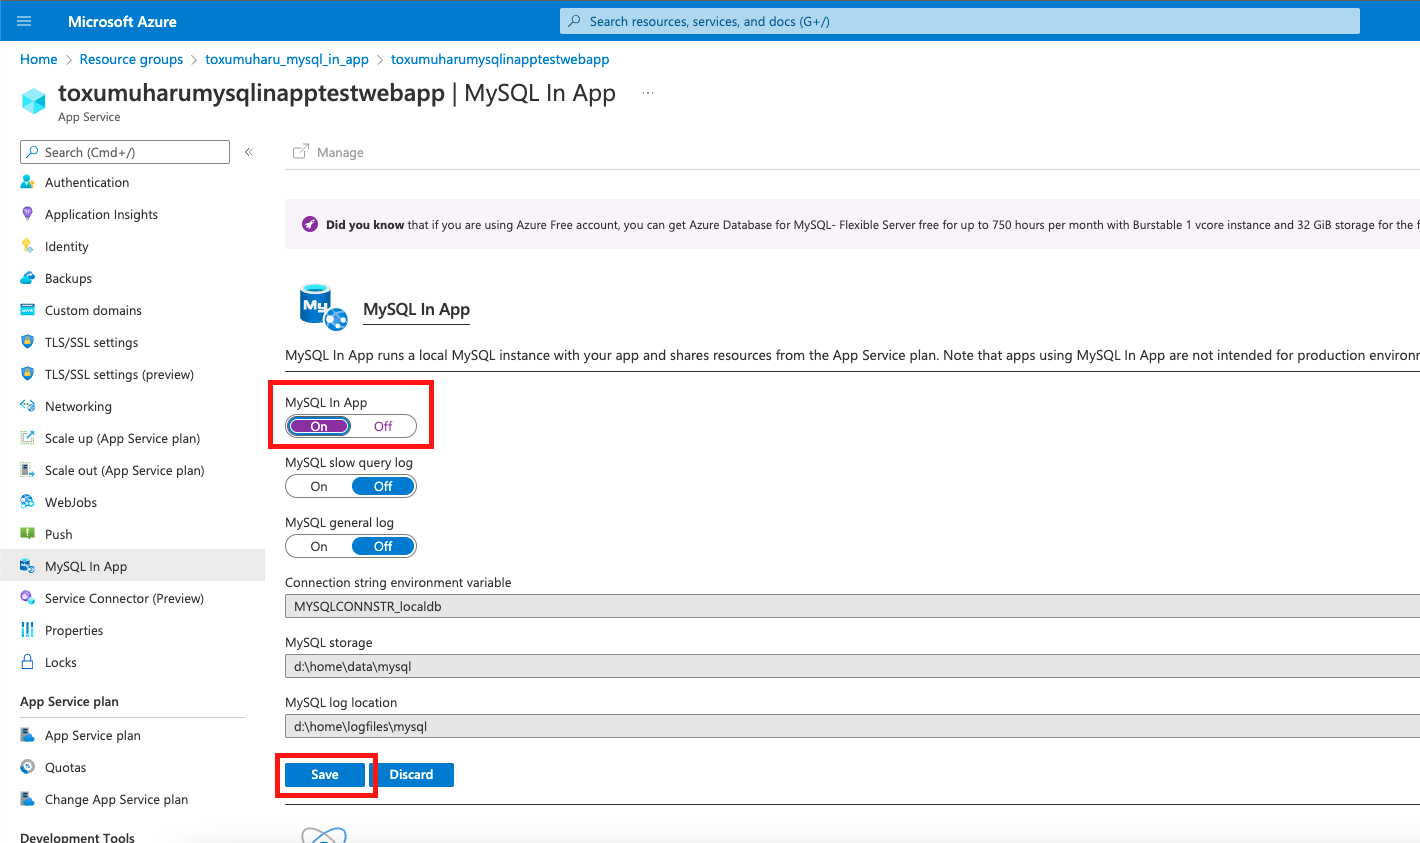 Microsoft Azure
Search resources, services, and docs (G+/)
Home > Resource groups > toxumuharu_mysql_in_app > toxumuharumysqlinapptestwebapp
toxumuharumysqlinapptestwebapp | MySQL In App ...
App Service
Search (Cmd+/)
«
Authentication
Application Insights
Identity
Backups
Custom domains
TLS/SSL settings
TLS/SSL settings (preview)
Networking
Scale up (App Service plan)
Scale out (App Service plan)
WebJobs
Push
MySQL In App
Service Connector (Preview)
Properties
Locks
App Service plan
App Service plan
Quotas
Change App Service plan
Development Tools
Manage
Did you know that if you are using Azure Free account, you can get Azure Database for MySQL- Flexible Server free for up to 750 hours per month with Burstable 1 vcore instance and 32 GiB storage for the f
My
MySQL In App
MySQL In App runs a local MySQL instance with your app and shares resources from the App Service plan. Note that apps using MySQL In App are not intended for production environ
MySQL In App
On Off
MySQL slow query log
On Off
MySQL general log
On Off
Connection string environment variable
MYSQLCONNSTR_localdb
MySQL storage
d:\home\data\mysql
MySQL log location
d:\home\logfiles\mysql
Save Discard